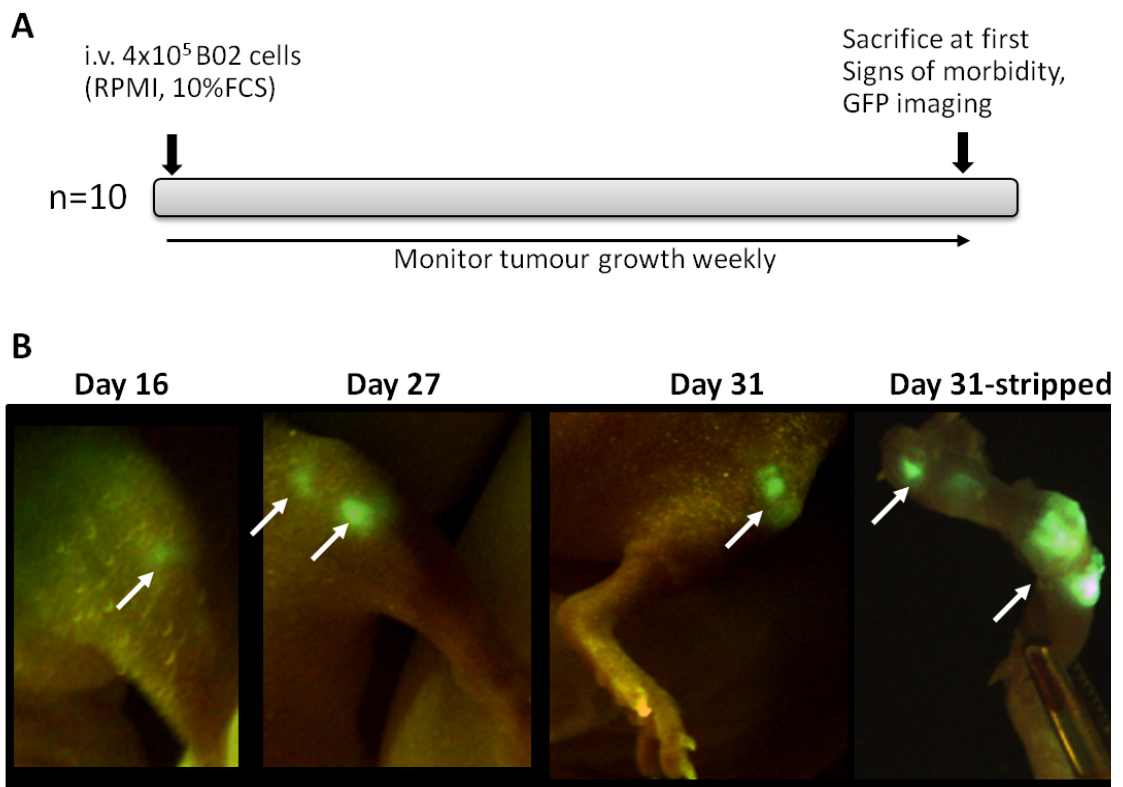 A
i.v. 4x10⁵ B02 cells
(RPMI, 10%FCS)
Sacrifice at first
Signs of morbidity,
GFP imaging
n=10
Monitor tumour growth weekly
B
Day 16
Day 27
Day 31
Day 31-stripped